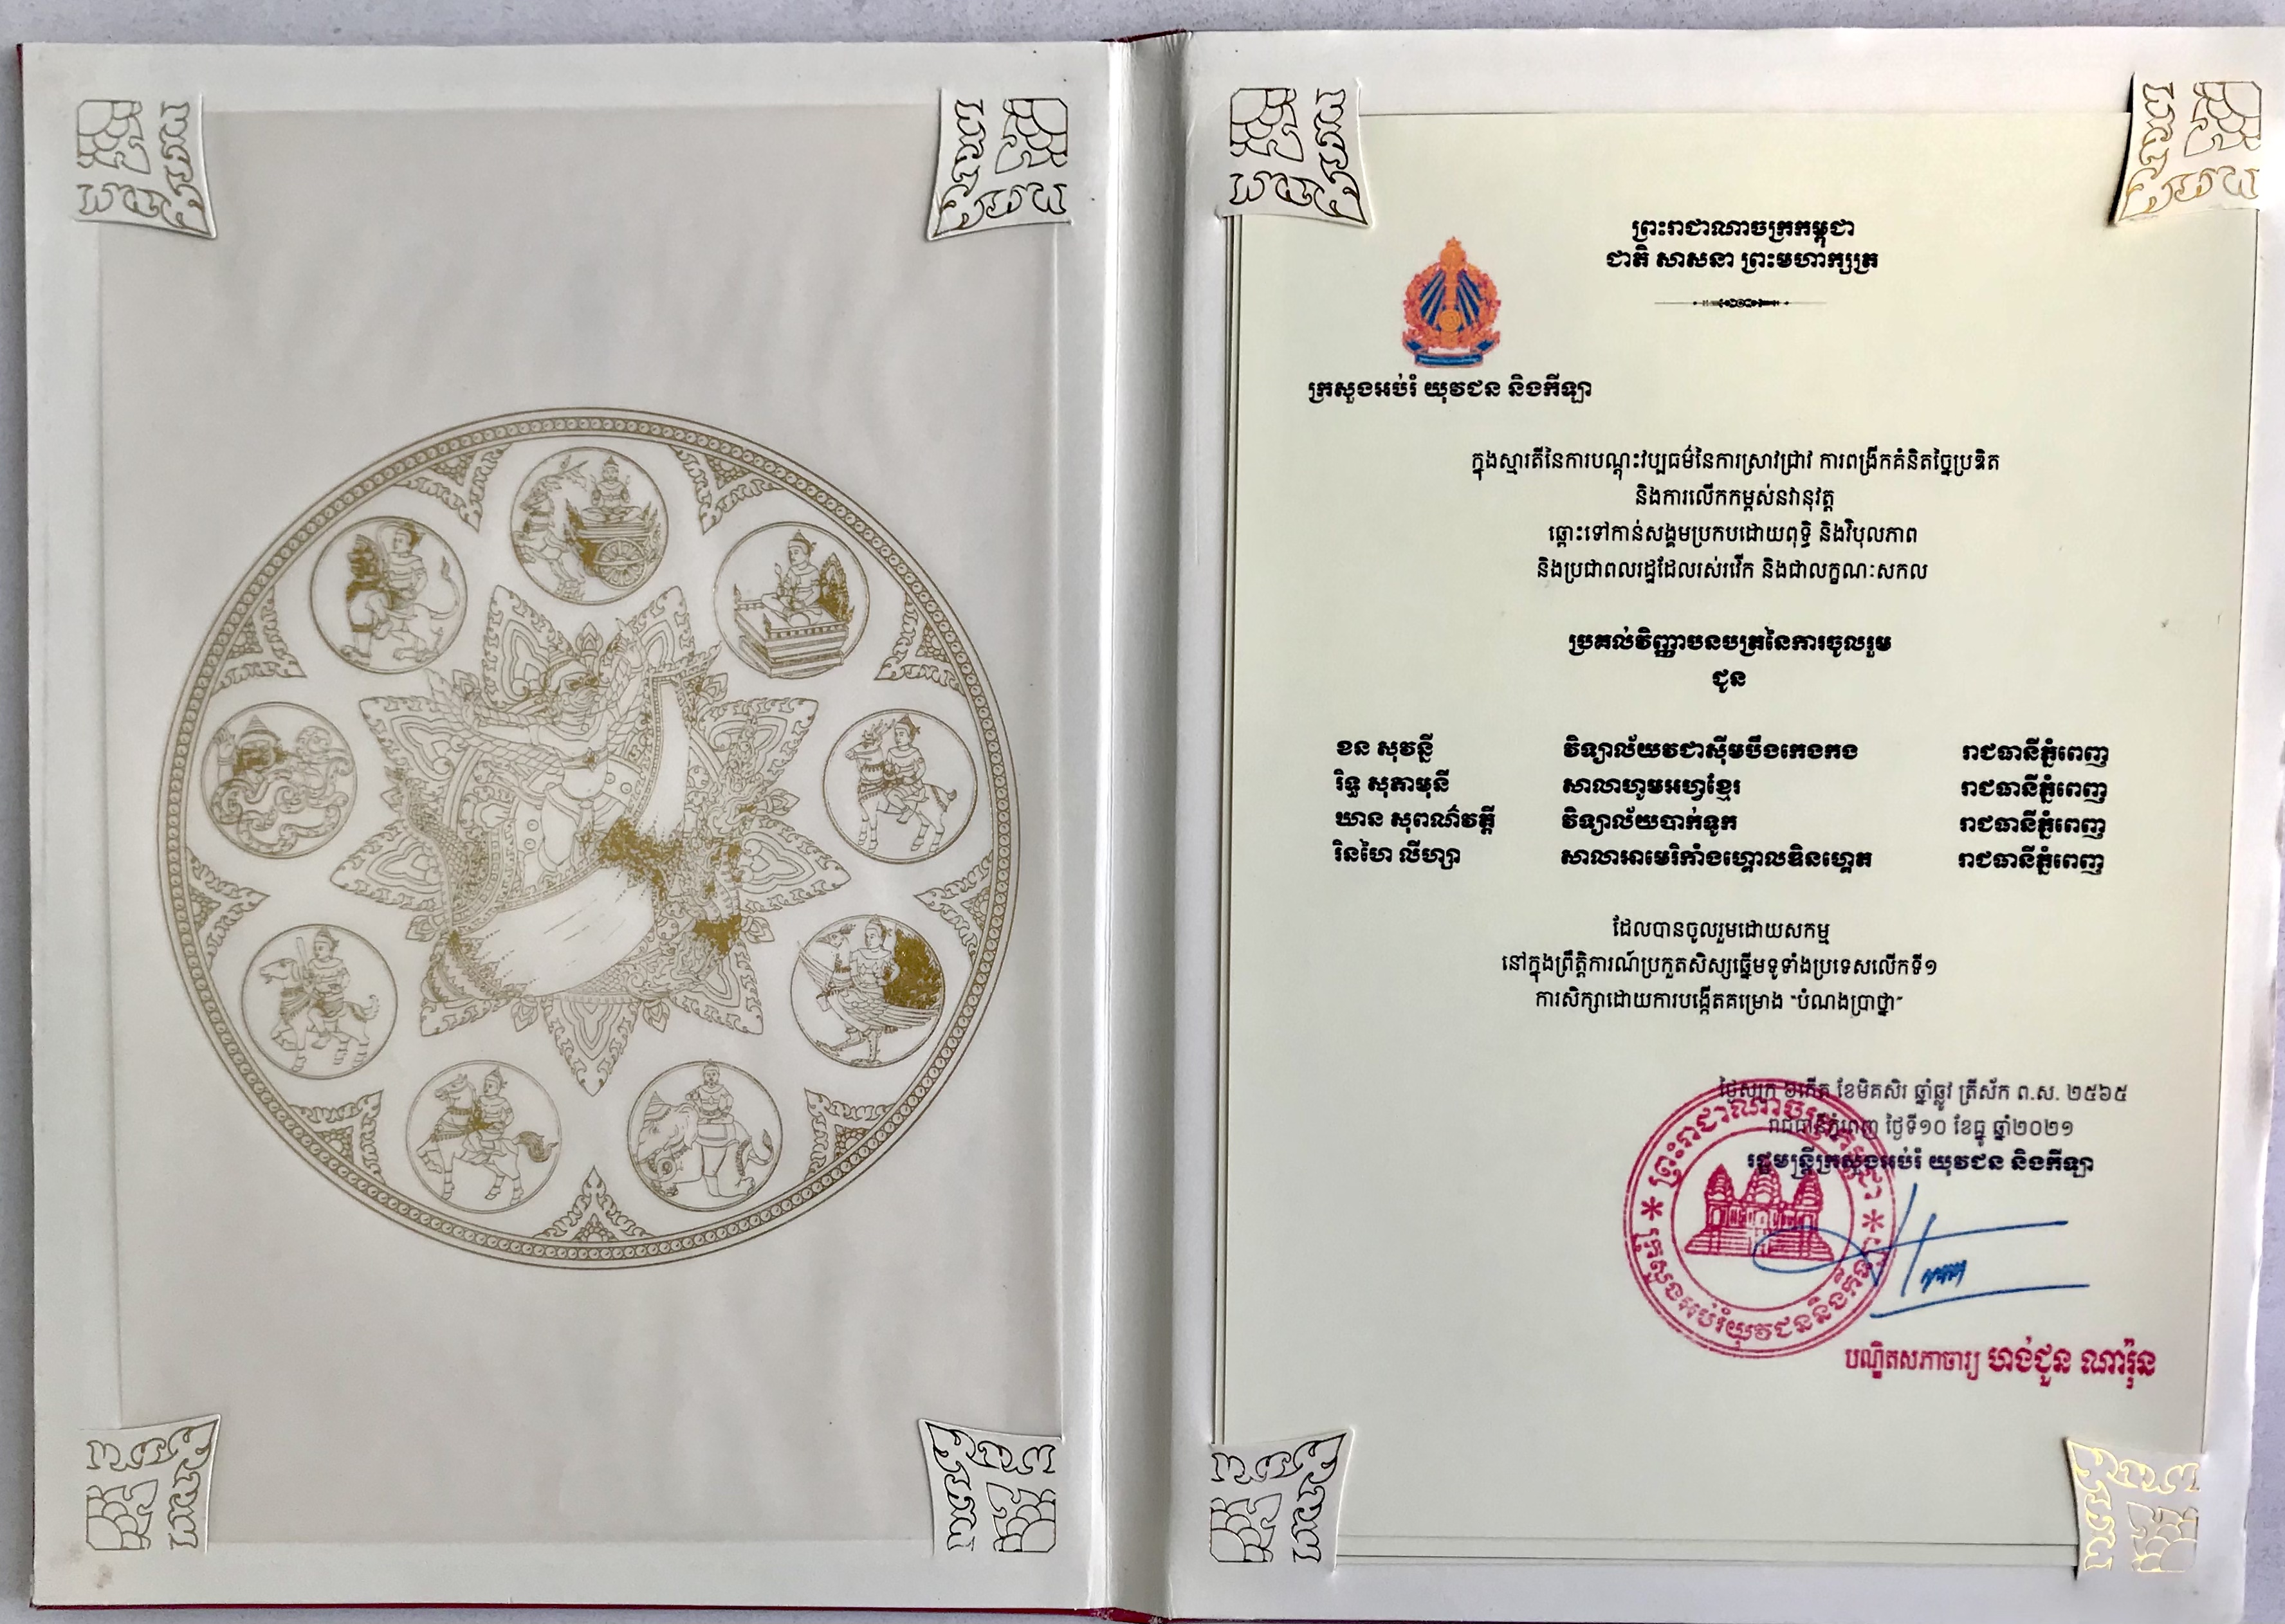 ព្រះរាជាណាចក្រកម្ពុជា
ជាតិ សាសនា ព្រះមហាក្សត្រ
ក្រសួងអប់រំ យុវជន និងកីឡា
ក្នុងស្មារតីនៃការបណ្តុះវប្បធម៌នៃការស្រាវជ្រាវ ការពង្រីកគំនិតច្នៃប្រឌិត
និងការលើកកម្ពស់នវានុវត្ត
ឆ្ពោះទៅកាន់សង្គមប្រកបដោយពុទ្ធិ និងវិបុលភាព
និងប្រជាពលរដ្ឋដែលរស់រវើក និងជាលក្ខណៈសកល
ប្រគល់វិញ្ញាបនបត្រនៃការចូលរួម
ជូន
ខន សុវន្នី វិទ្យាល័យវជាស៊ីមបឹងកេងកង រាជធានីភ្នំពេញ
រិទ្ធ សុភាមុនី សាលាហូមអហ្វខ្មែរ រាជធានីភ្នំពេញ
ឃាន សុពណ៌វត្តី វិទ្យាល័យបាក់ទូក រាជធានីភ្នំពេញ
រិនហៃ លីហ្សា សាលាអាមេរិកាំងហ្គោលឌិនហ្គេត រាជធានីភ្នំពេញ
ដែលបានចូលរួមដោយសកម្ម
នៅក្នុងព្រឹត្តិការណ៍ប្រកួតសិស្សឆ្នើមទូទាំងប្រទេសលើកទី១
ការសិក្សាដោយការបង្កើតគម្រោង "បំណងប្រាថ្នា"
ថ្ងៃសុក្រ ៦កើត ខែមិគសិរ ឆ្នាំឆ្លូវ ត្រីស័ក ព.ស. ២៥៦៥
រាជធានីភ្នំពេញ ថ្ងៃទី១០ ខែធ្នូ ឆ្នាំ២០២១
រដ្ឋមន្ត្រីក្រសួងអប់រំ យុវជន និងកីឡា
ព្រះរាជាណាចក្រកម្ពុជា
ក្រសួងអប់រំយុវជននិងកីឡា
បណ្ឌិតសភាចារ្យ ហង់ជួន ណារ៉ុន